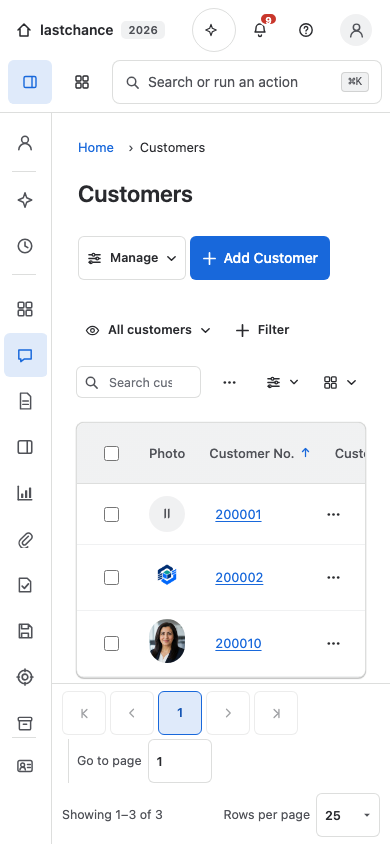 lastchance 2026 9
Search or run an action ⌘K
Home › Customers
Customers
Manage + Add Customer
All customers + Filter
Search cus
Photo Customer No. ↑ Custo
II 200001 ...
200002 ...
200010 ...
1
Go to page 1
Showing 1–3 of 3 Rows per page 25